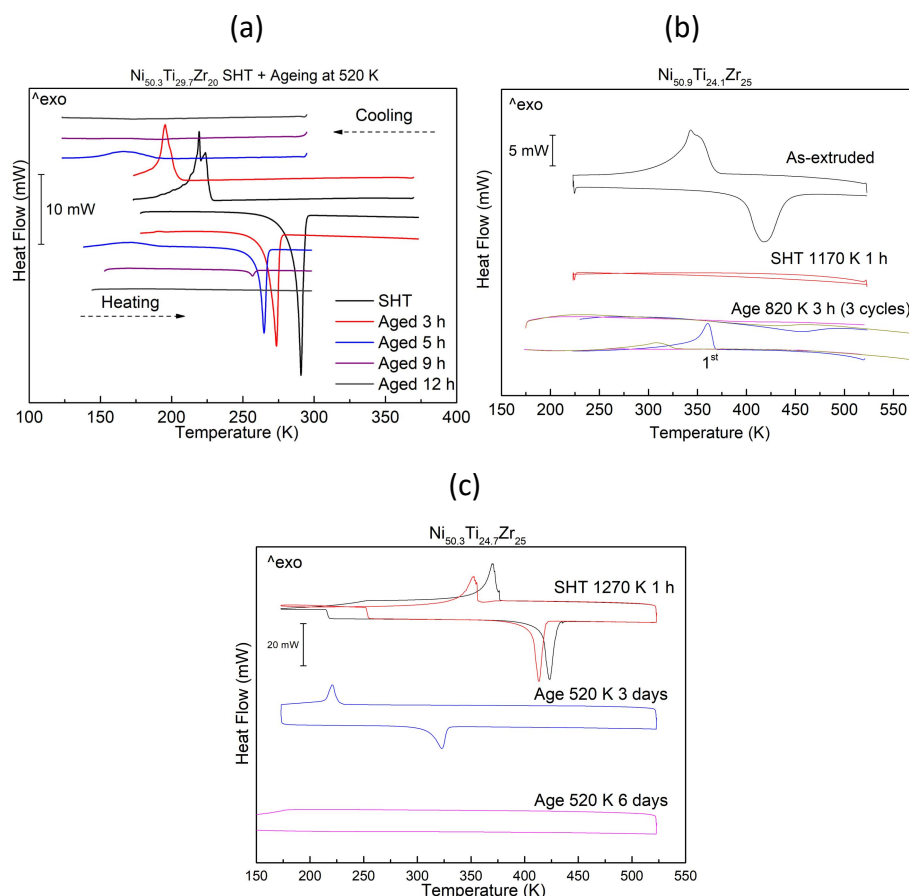 (a)
Ni50.3Ti29.7Zr20 SHT + Ageing at 520 K
^exo
Cooling
10 mW
Heating
SHT
Aged 3 h
Aged 5 h
Aged 9 h
Aged 12 h
Heat Flow (mW)
100 150 200 250 300 350 400
Temperature (K)
(b)
Ni50.9Ti24.1Zr25
^exo
5 mW
As-extruded
SHT 1170 K 1 h
Age 820 K 3 h (3 cycles)
1st
Heat Flow (mW)
150 200 250 300 350 400 450 500 550
Temperature (K)
(c)
Ni50.3Ti24.7Zr25
^exo
SHT 1270 K 1 h
20 mW
Age 520 K 3 days
Age 520 K 6 days
Heat Flow (mW)
150 200 250 300 350 400 450 500 550
Temperature (K)